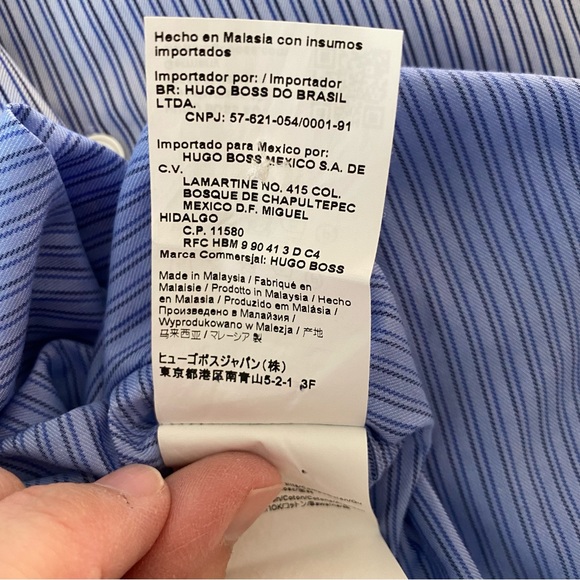 Hecho en Malasia con insumos
importados
Importador por: / Importador
BR: HUGO BOSS DO BRASIL
LTDA.
CNPJ: 57-621-054/0001-91
Importado para Mexico por:
HUGO BOSS MEXICO S.A. DE
C.V.
LAMARTINE NO. 415 COL.
BOSQUE DE CHAPULTEPEC
MEXICO D.F. MIGUEL
HIDALGO
C.P. 11580
RFC HBM 9 90 41 3 D C4
Marca Commersjal: HUGO BOSS
Made in Malaysia / Fabriqué en
Malaisie / Prodotto in Malaysia / Hecho
en Malasia / Produzido em Malásia /
Произведено в Малайзии /
Wyprodukowano w Malezja / 产地
马来西亚 / マレーシア 製
ヒューゴボスジャパン(株)
東京都港区南青山5-2-1 3F